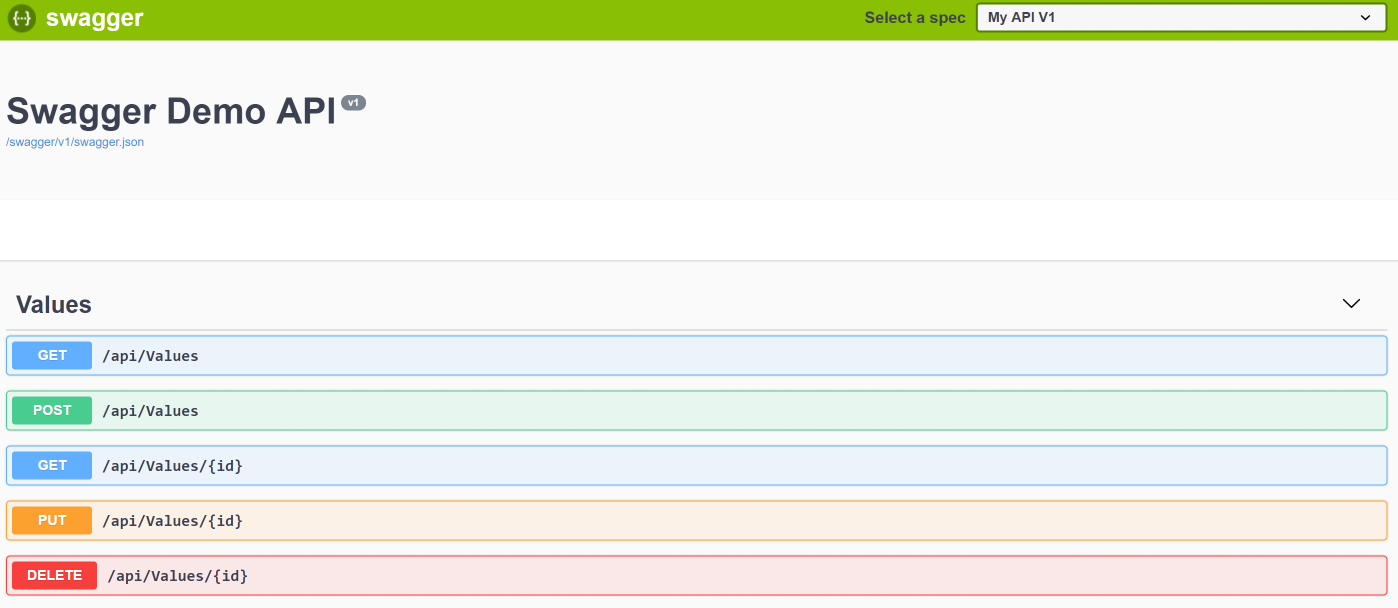 {··} swagger Select a spec My API V1
Swagger Demo API v1
/swagger/v1/swagger.json
Values
GET /api/Values
POST /api/Values
GET /api/Values/{id}
PUT /api/Values/{id}
DELETE /api/Values/{id}